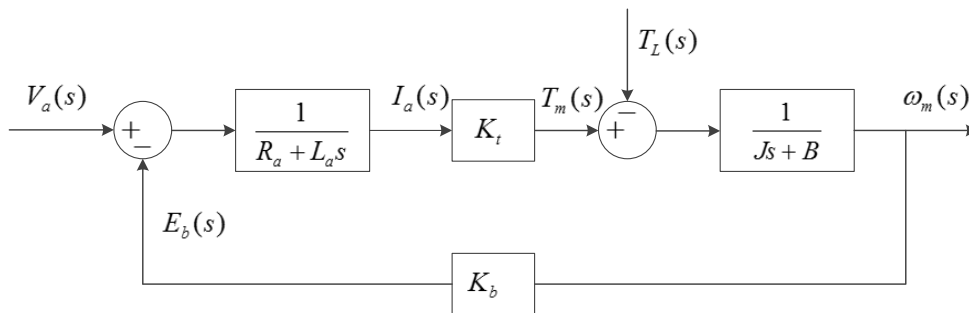 T_L(s)
V_a(s)
+
−
1
R_a + L_a s
I_a(s)
K_t
T_m(s)
+
−
1
Js + B
ω_m(s)
E_b(s)
K_b